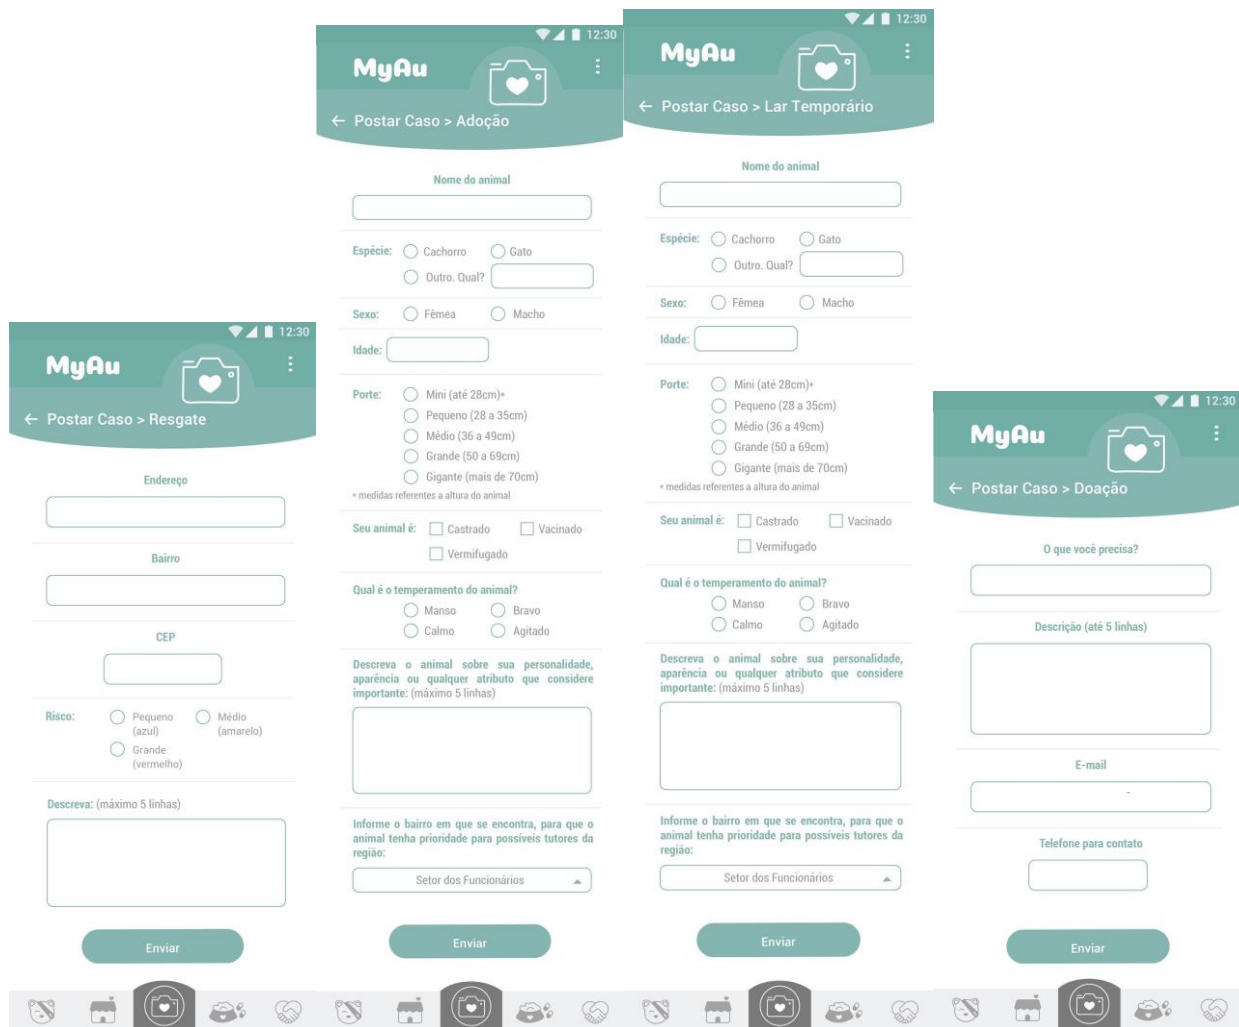 12:30
MyAu
← Postar Caso > Resgate
Endereço
Bairro
CEP
Risco:
Pequeno
(azul)
Médio
(amarelo)
Grande
(vermelho)
Descreva: (máximo 5 linhas)
Enviar
12:30
MyAu
← Postar Caso > Adoção
Nome do animal
Espécie: Cachorro Gato
Outro. Qual?
Sexo: Fêmea Macho
Idade:
Porte: Mini (até 28cm)*
Pequeno (28 a 35cm)
Médio (36 a 49cm)
Grande (50 a 69cm)
Gigante (mais de 70cm)
* medidas referentes a altura do animal
Seu animal é: Castrado Vacinado
Vermifugado
Qual é o temperamento do animal?
Manso Bravo
Calmo Agitado
Descreva o animal sobre sua personalidade,
aparência ou qualquer atributo que considere
importante: (máximo 5 linhas)
Informe o bairro em que se encontra, para que o
animal tenha prioridade para possíveis tutores da
região:
Setor dos Funcionários
Enviar
12:30
MyAu
← Postar Caso > Lar Temporário
Nome do animal
Espécie: Cachorro Gato
Outro. Qual?
Sexo: Fêmea Macho
Idade:
Porte: Mini (até 28cm)*
Pequeno (28 a 35cm)
Médio (36 a 49cm)
Grande (50 a 69cm)
Gigante (mais de 70cm)
* medidas referentes a altura do animal
Seu animal é: Castrado Vacinado
Vermifugado
Qual é o temperamento do animal?
Manso Bravo
Calmo Agitado
Descreva o animal sobre sua personalidade,
aparência ou qualquer atributo que considere
importante: (máximo 5 linhas)
Informe o bairro em que se encontra, para que o
animal tenha prioridade para possíveis tutores da
região:
Setor dos Funcionários
Enviar
12:30
MyAu
← Postar Caso > Doação
O que você precisa?
Descrição (até 5 linhas)
E-mail
-
Telefone para contato
Enviar